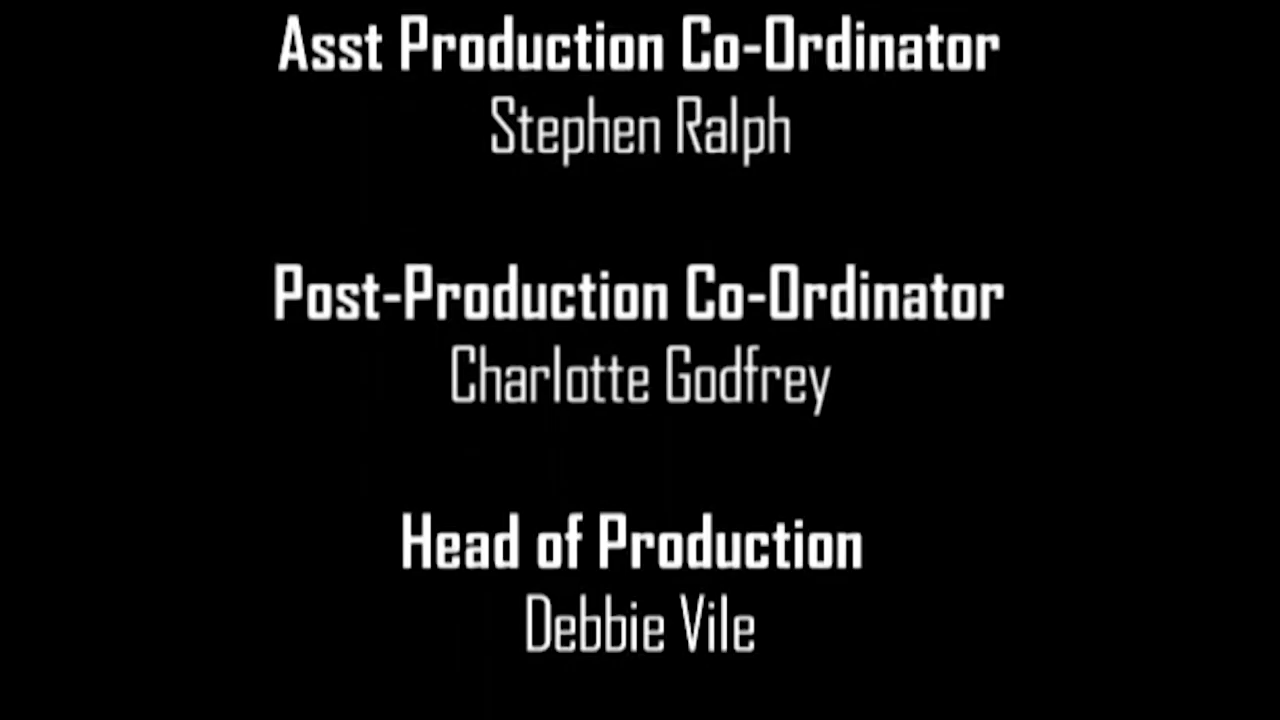 Asst Production Co-Ordinator
Stephen Ralph
Post-Production Co-Ordinator
Charlotte Godfrey
Head of Production
Debbie Vile